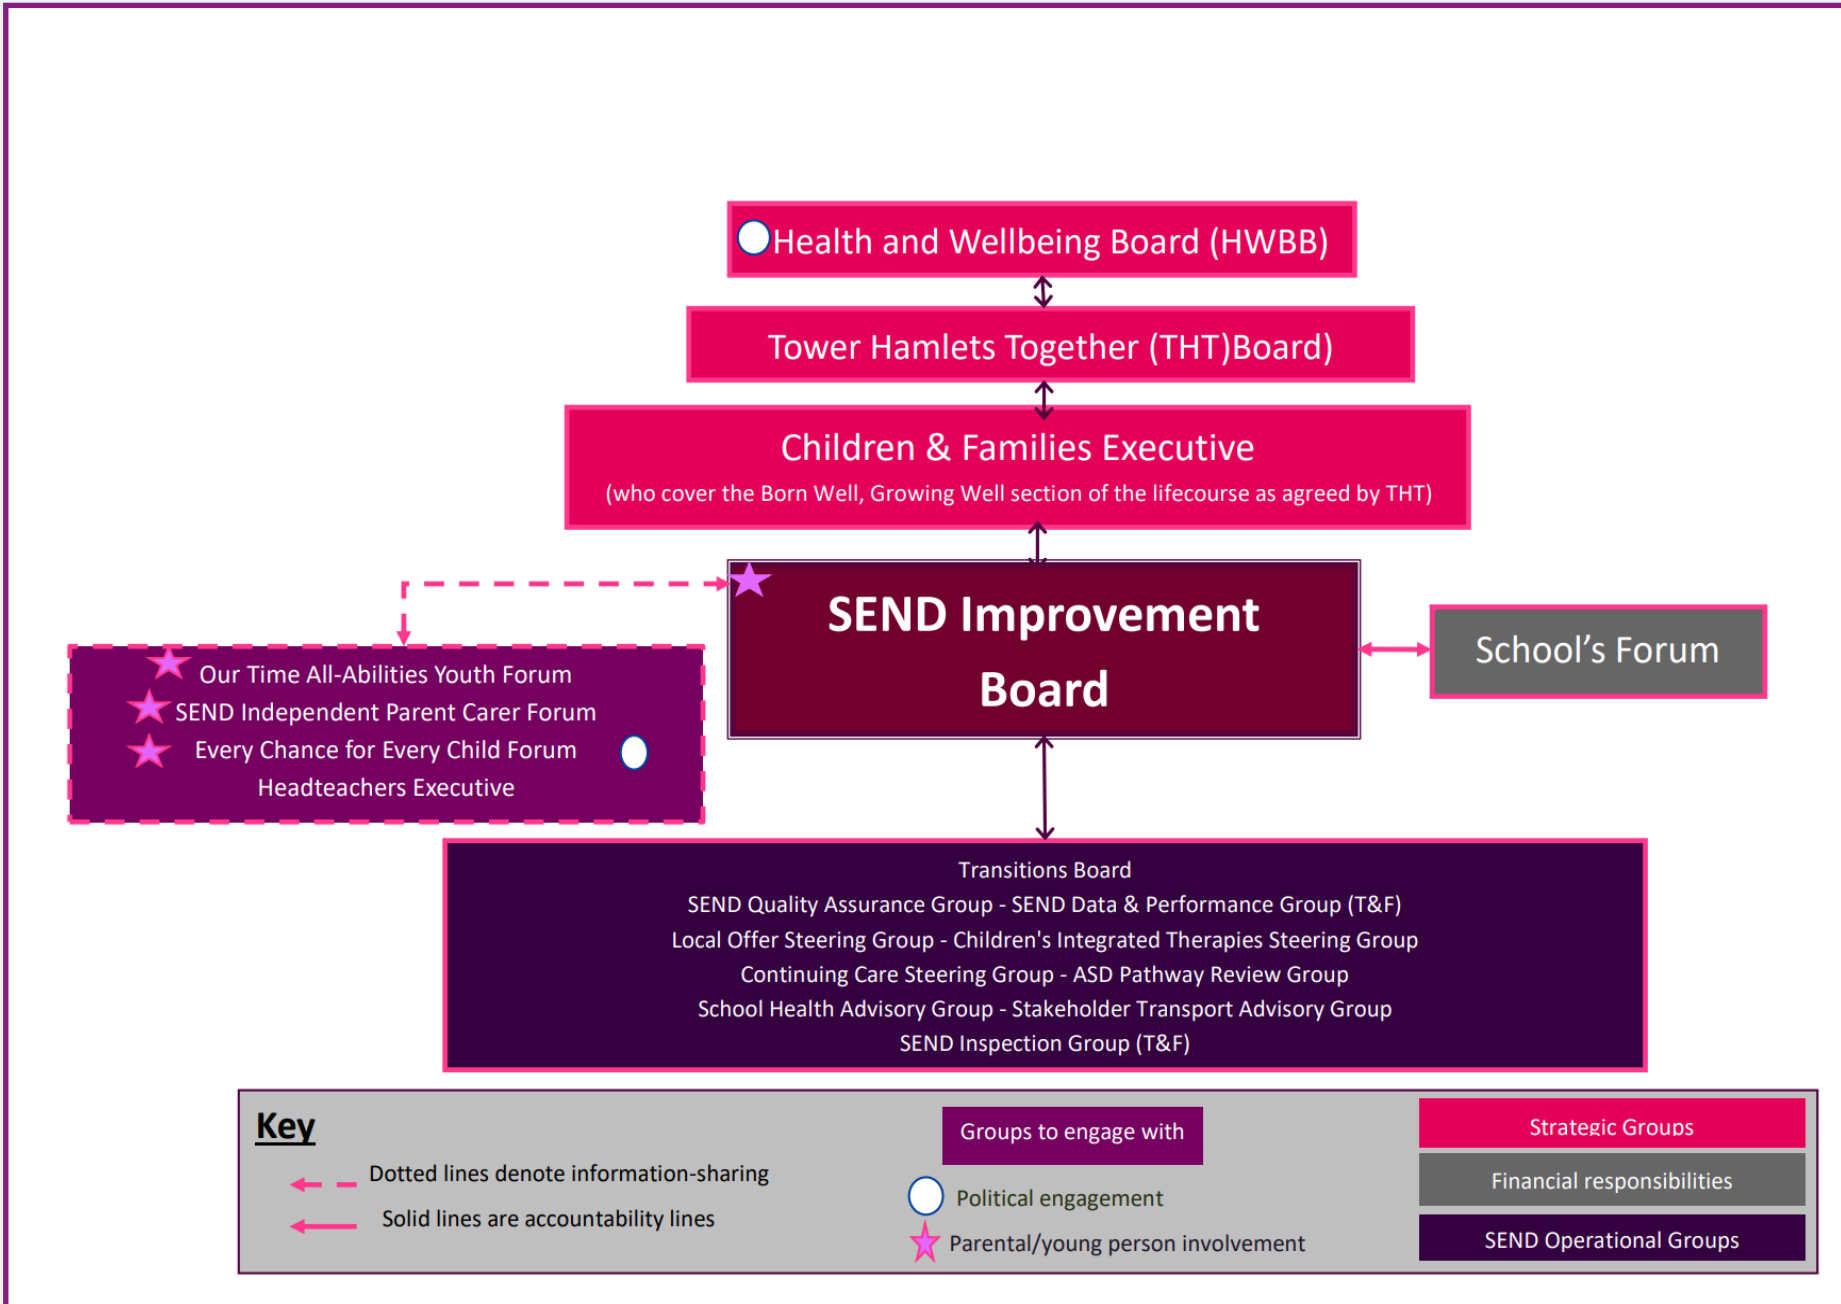 Health and Wellbeing Board (HWBB)
Tower Hamlets Together (THT)Board)
Children & Families Executive
(who cover the Born Well, Growing Well section of the lifecourse as agreed by THT)
SEND Improvement
Board
School’s Forum
Our Time All-Abilities Youth Forum
SEND Independent Parent Carer Forum
Every Chance for Every Child Forum
Headteachers Executive
Transitions Board
SEND Quality Assurance Group - SEND Data & Performance Group (T&F)
Local Offer Steering Group - Children's Integrated Therapies Steering Group
Continuing Care Steering Group - ASD Pathway Review Group
School Health Advisory Group - Stakeholder Transport Advisory Group
SEND Inspection Group (T&F)
Key
Dotted lines denote information-sharing
Solid lines are accountability lines
Groups to engage with
Political engagement
Parental/young person involvement
Strategic Groups
Financial responsibilities
SEND Operational Groups